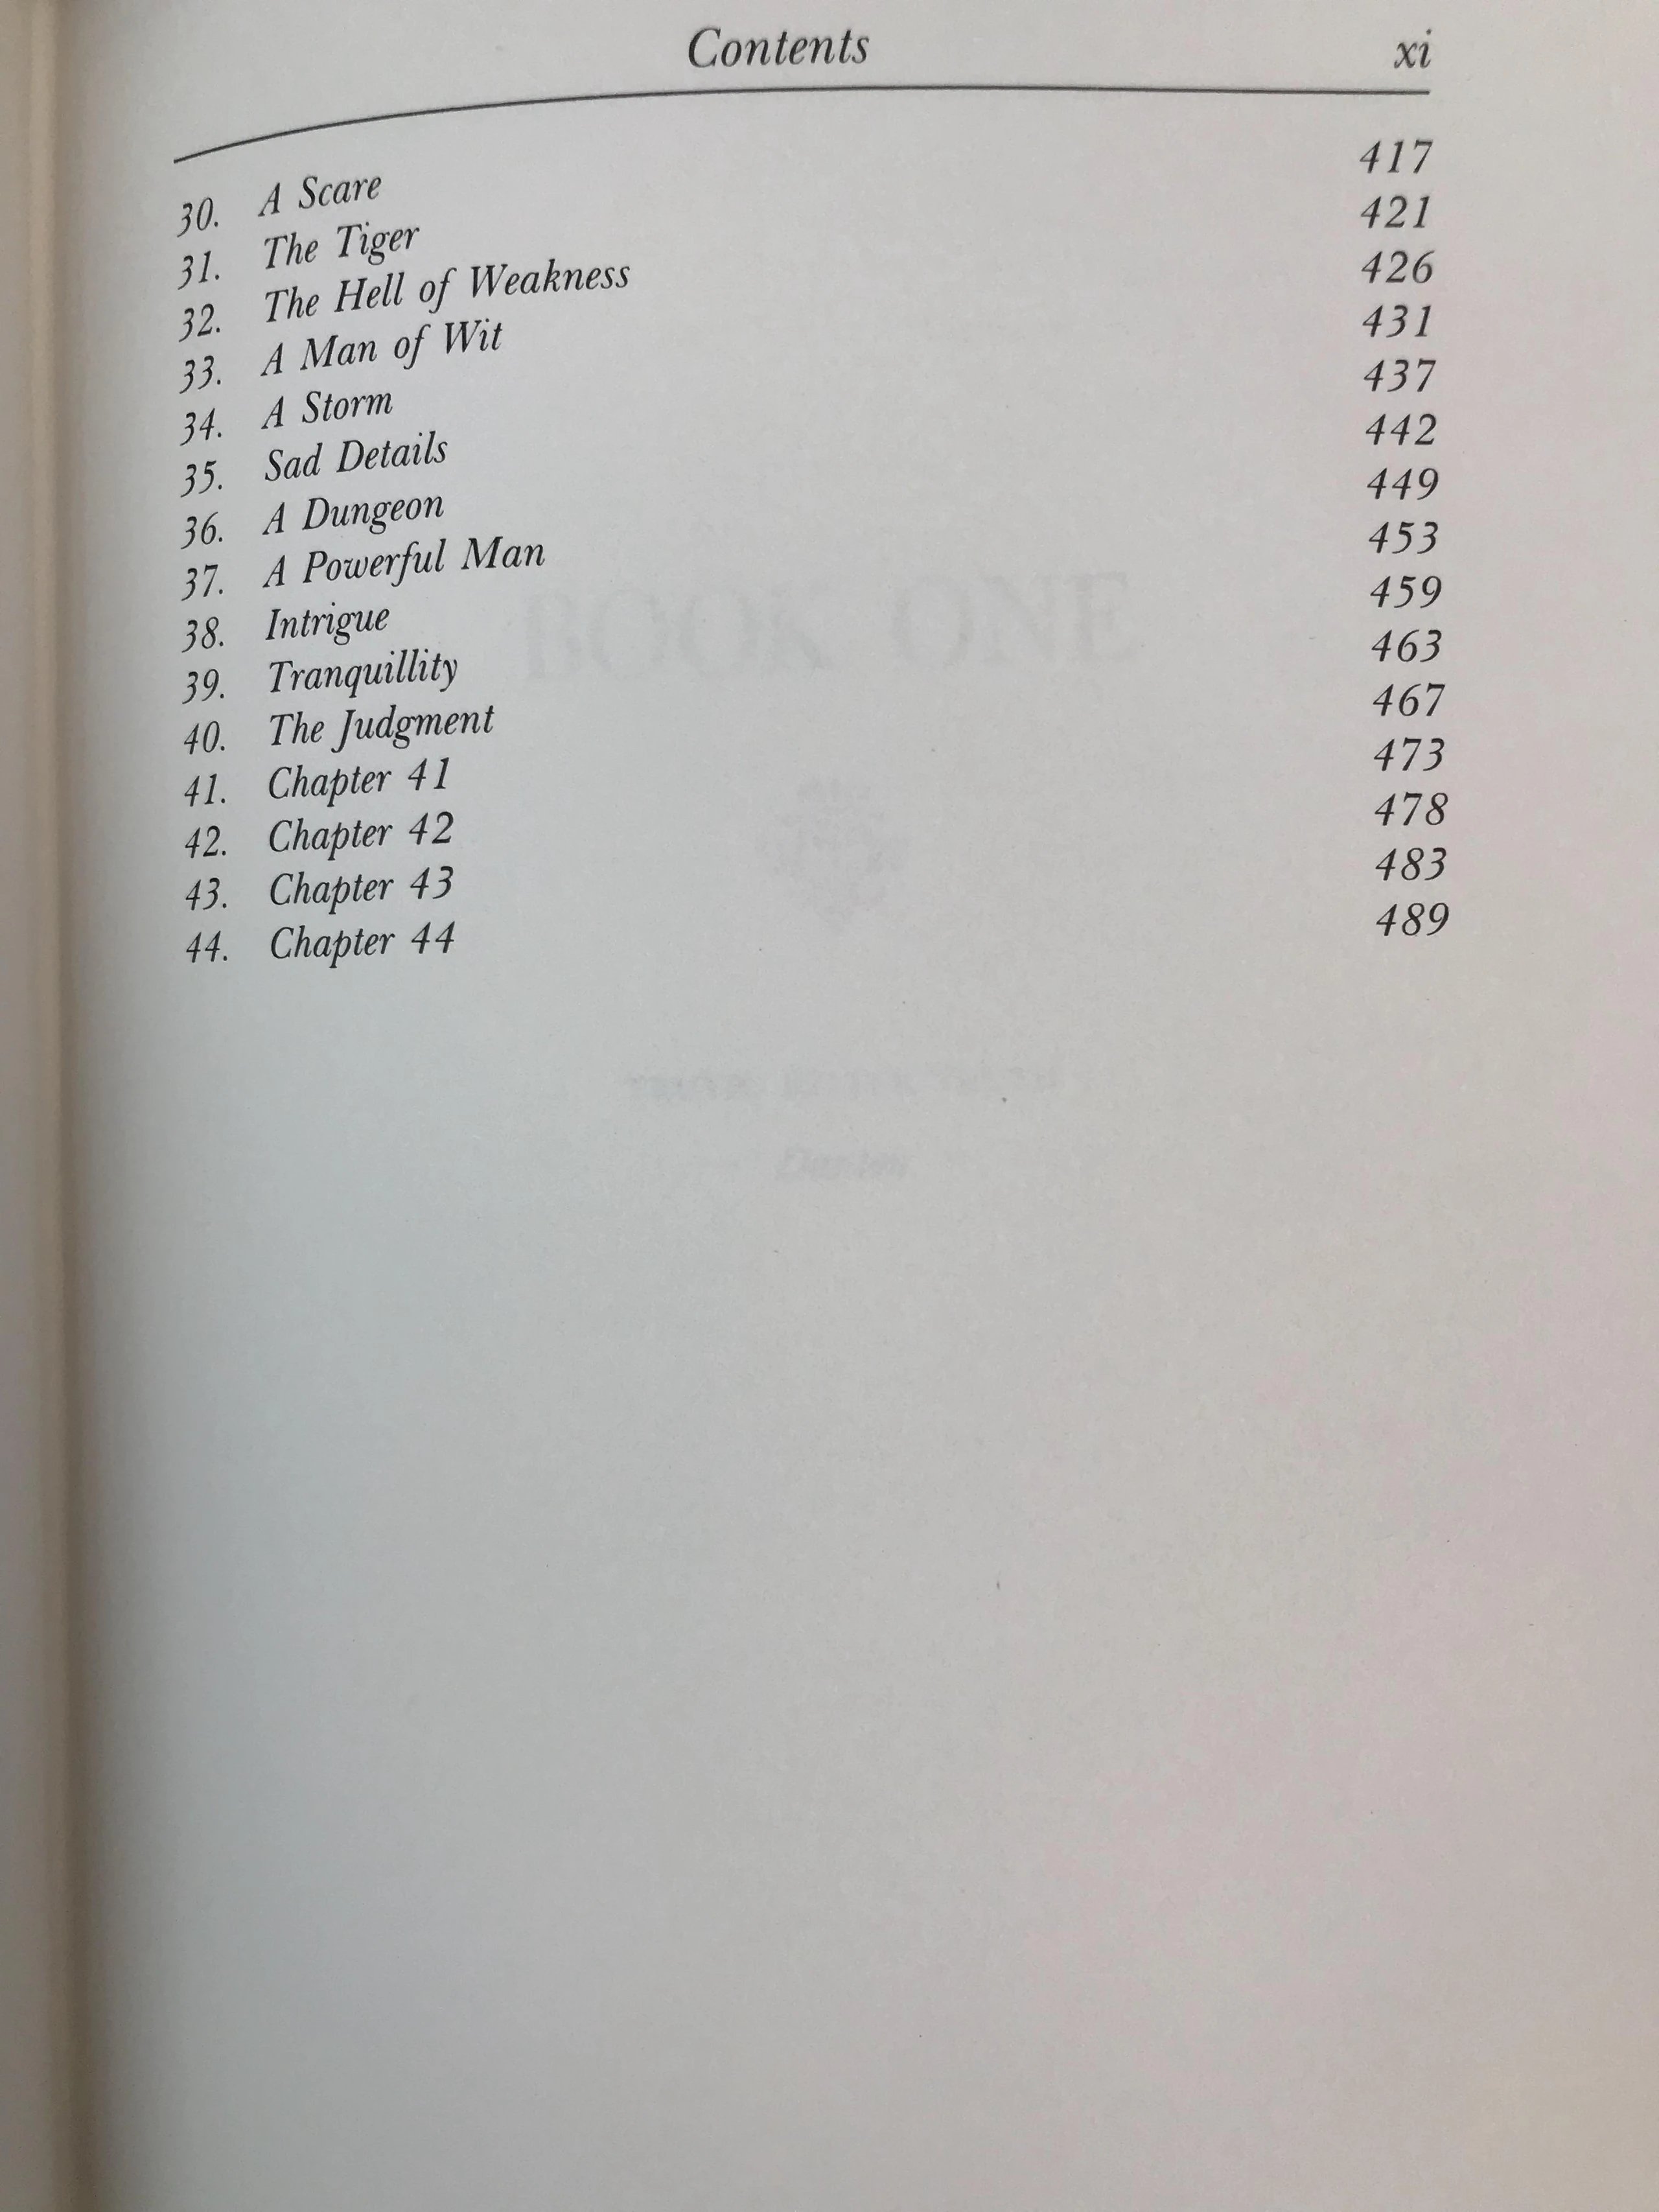 Contents xi
30. A Scare 417
31. The Tiger 421
32. The Hell of Weakness 426
33. A Man of Wit 431
34. A Storm 437
35. Sad Details 442
36. A Dungeon 449
37. A Powerful Man 453
38. Intrigue 459
39. Tranquillity 463
40. The Judgment 467
41. Chapter 41 473
42. Chapter 42 478
43. Chapter 43 483
44. Chapter 44 489
BOOK ONE